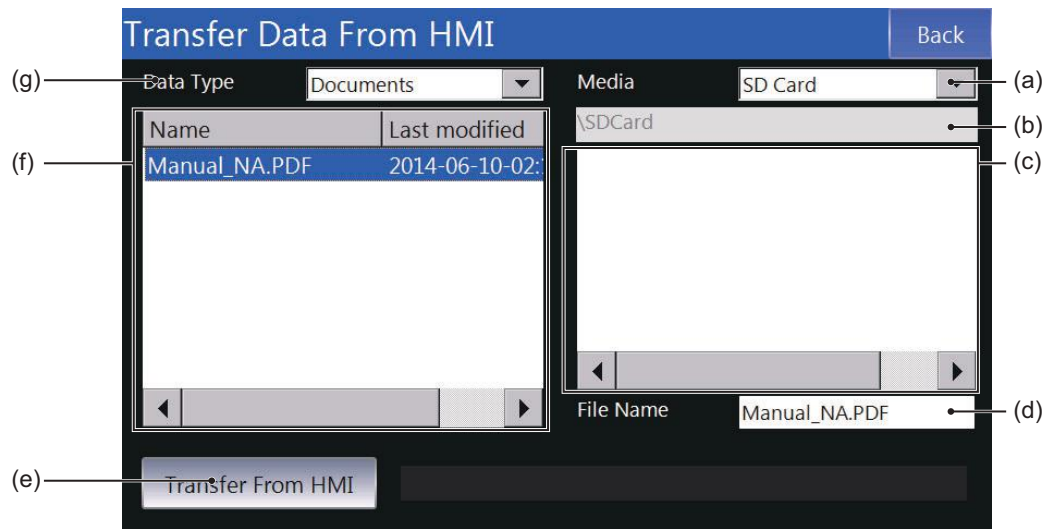 Transfer Data From HMI Back
(g) Data Type Documents Media SD Card (a)
\SDCard (b)
Name Last modified
(f) Manual_NA.PDF 2014-06-10-02: (c)
File Name Manual_NA.PDF (d)
(e) Transfer From HMI